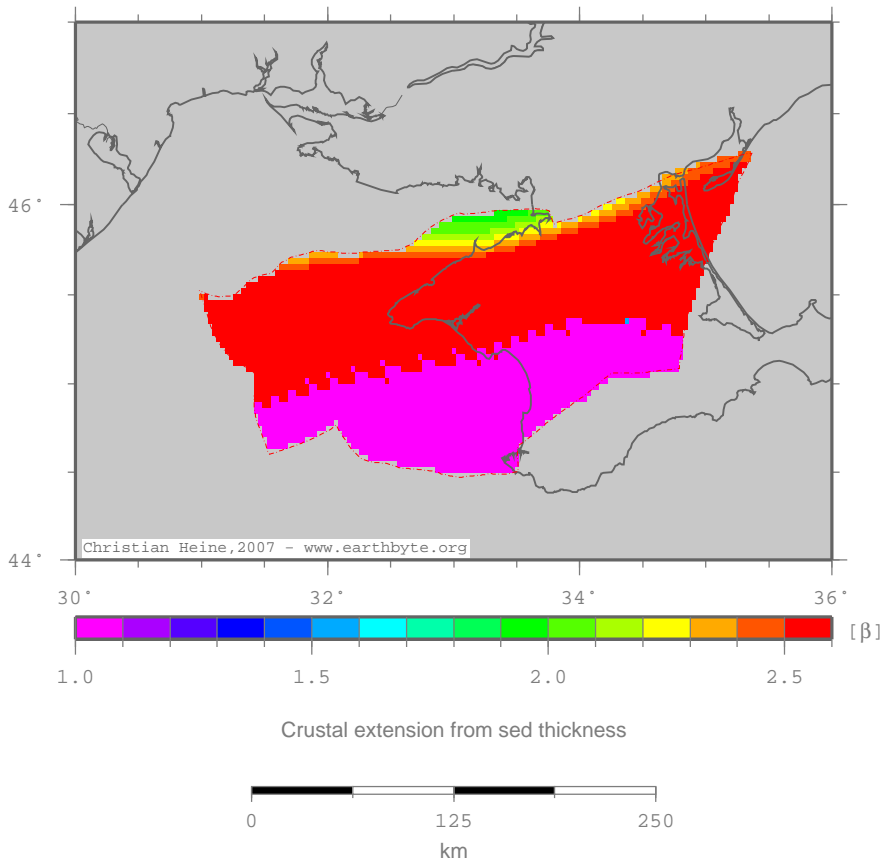 46°
44°
Christian Heine,2007 - www.earthbyte.org
30° 32° 34° 36°
[β]
1.0 1.5 2.0 2.5
Crustal extension from sed thickness
0 125 250
km